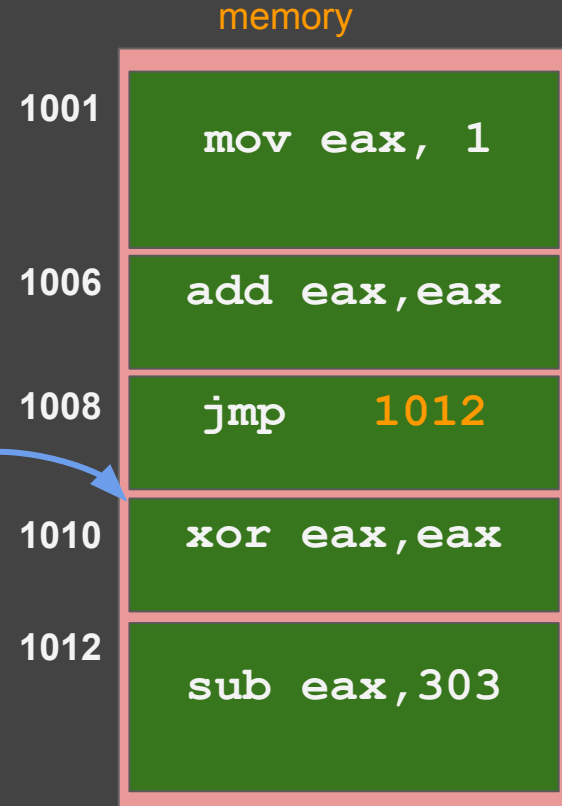 memory
1001
mov eax, 1
1006
add eax,eax
1008
jmp 1012
1010
xor eax,eax
1012
sub eax,303